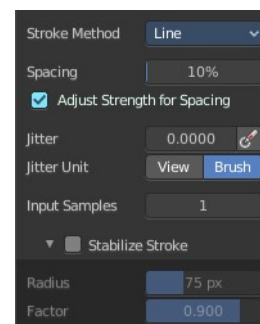 Stroke Method Line
Spacing 10%
Adjust Strength for Spacing
Jitter 0.0000
Jitter Unit View Brush
Input Samples 1
Stabilize Stroke
Radius 75 px
Factor 0.900